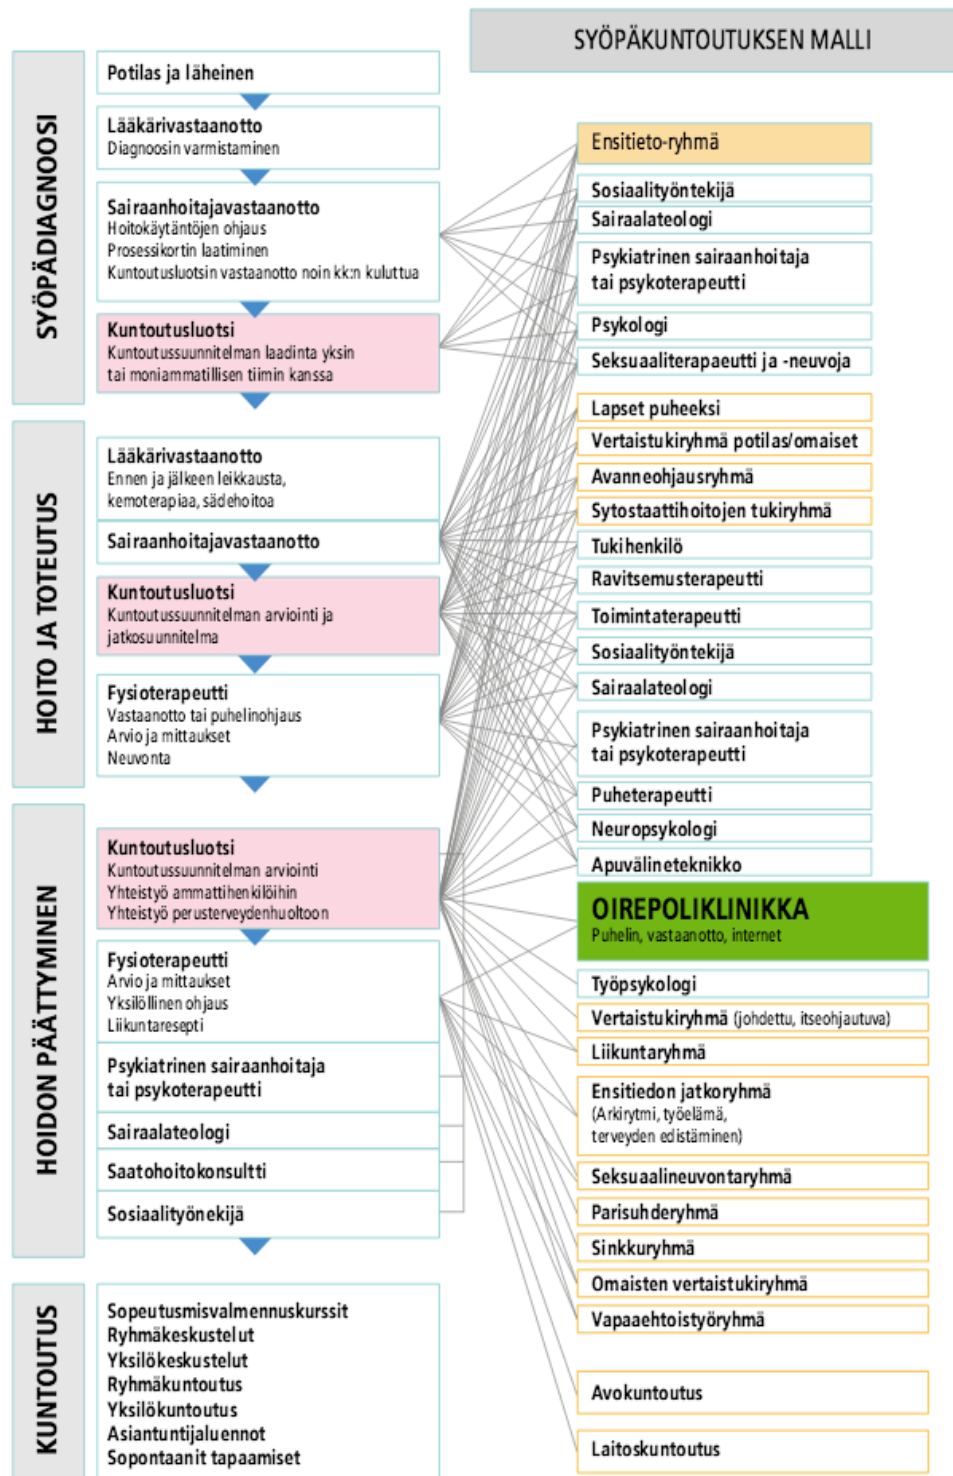 SYÖPÄKUNTOUTUKSEN MALLI
SYÖPÄDIAGNOOSI
Potilas ja läheinen
Lääkärivastaanotto
Diagnoosin varmistaminen
Sairaanhoitajavastaanotto
Hoitokäytäntöjen ohjaus
Prosessikortin laatiminen
Kuntoutusluotsin vastaanotto noin kk:n kuluttua
Kuntoutusluotsi
Kuntoutussuunnitelman laadinta yksin
tai moniammatillisen tiimin kanssa
HOITO JA TOTEUTUS
Lääkärivastaanotto
Ennen ja jälkeen leikkausta,
kemoterapiaa, sädehoitoa
Sairaanhoitajavastaanotto
Kuntoutusluotsi
Kuntoutussuunnitelman arviointi ja
jatkosuunnitelma
Fysioterapeutti
Vastaanotto tai puhelinohjaus
Arvio ja mittaukset
Neuvonta
HOIDON PÄÄTTYMINEN
Kuntoutusluotsi
Kuntoutussuunnitelman arviointi
Yhteistyö ammattihenkilöihin
Yhteistyö perusterveydenhuoltoon
Fysioterapeutti
Arvio ja mittaukset
Yksilöllinen ohjaus
Liikuntaresepti
Psykiatrinen sairaanhoitaja
tai psykoterapeutti
Sairaalateologi
Saatohoitokonsultti
Sosiaalityönekijä
KUNTOUTUS
Sopeutusmisvalmennuskurssit
Ryhmäkeskustelut
Yksilökeskustelut
Ryhmäkuntoutus
Yksilökuntoutus
Asiantuntijaluennot
Sopontaanit tapaamiset
Ensitieto-ryhmä
Sosiaalityöntekijä
Sairaalateologi
Psykiatrinen sairaanhoitaja
tai psykoterapeutti
Psykologi
Seksuaaliterapaeutti ja -neuvoja
Lapset puheeksi
Vertaistukiryhmä potilas/omaiset
Avanneohjausryhmä
Sytostaattihoitojen tukiryhmä
Tukihenkilö
Ravitsemusterapeutti
Toimintaterapeutti
Sosiaalityöntekijä
Sairaalateologi
Psykiatrinen sairaanhoitaja
tai psykoterapeutti
Puheterapeutti
Neuropsykologi
Apuvälineteknikko
OIREPOLIKLINIKKA
Puhelin, vastaanotto, internet
Työpsykologi
Vertaistukiryhmä (johdettu, itseohjautuva)
Liikuntaryhmä
Ensitiedon jatkoryhmä
(Arkirytmi, työelämä,
terveyden edistäminen)
Seksuaalineuvontaryhmä
Parisuhderyhmä
Sinkkuryhmä
Omaisten vertaistukiryhmä
Vapaaehtoistyöryhmä
Avokuntoutus
Laitoskuntoutus